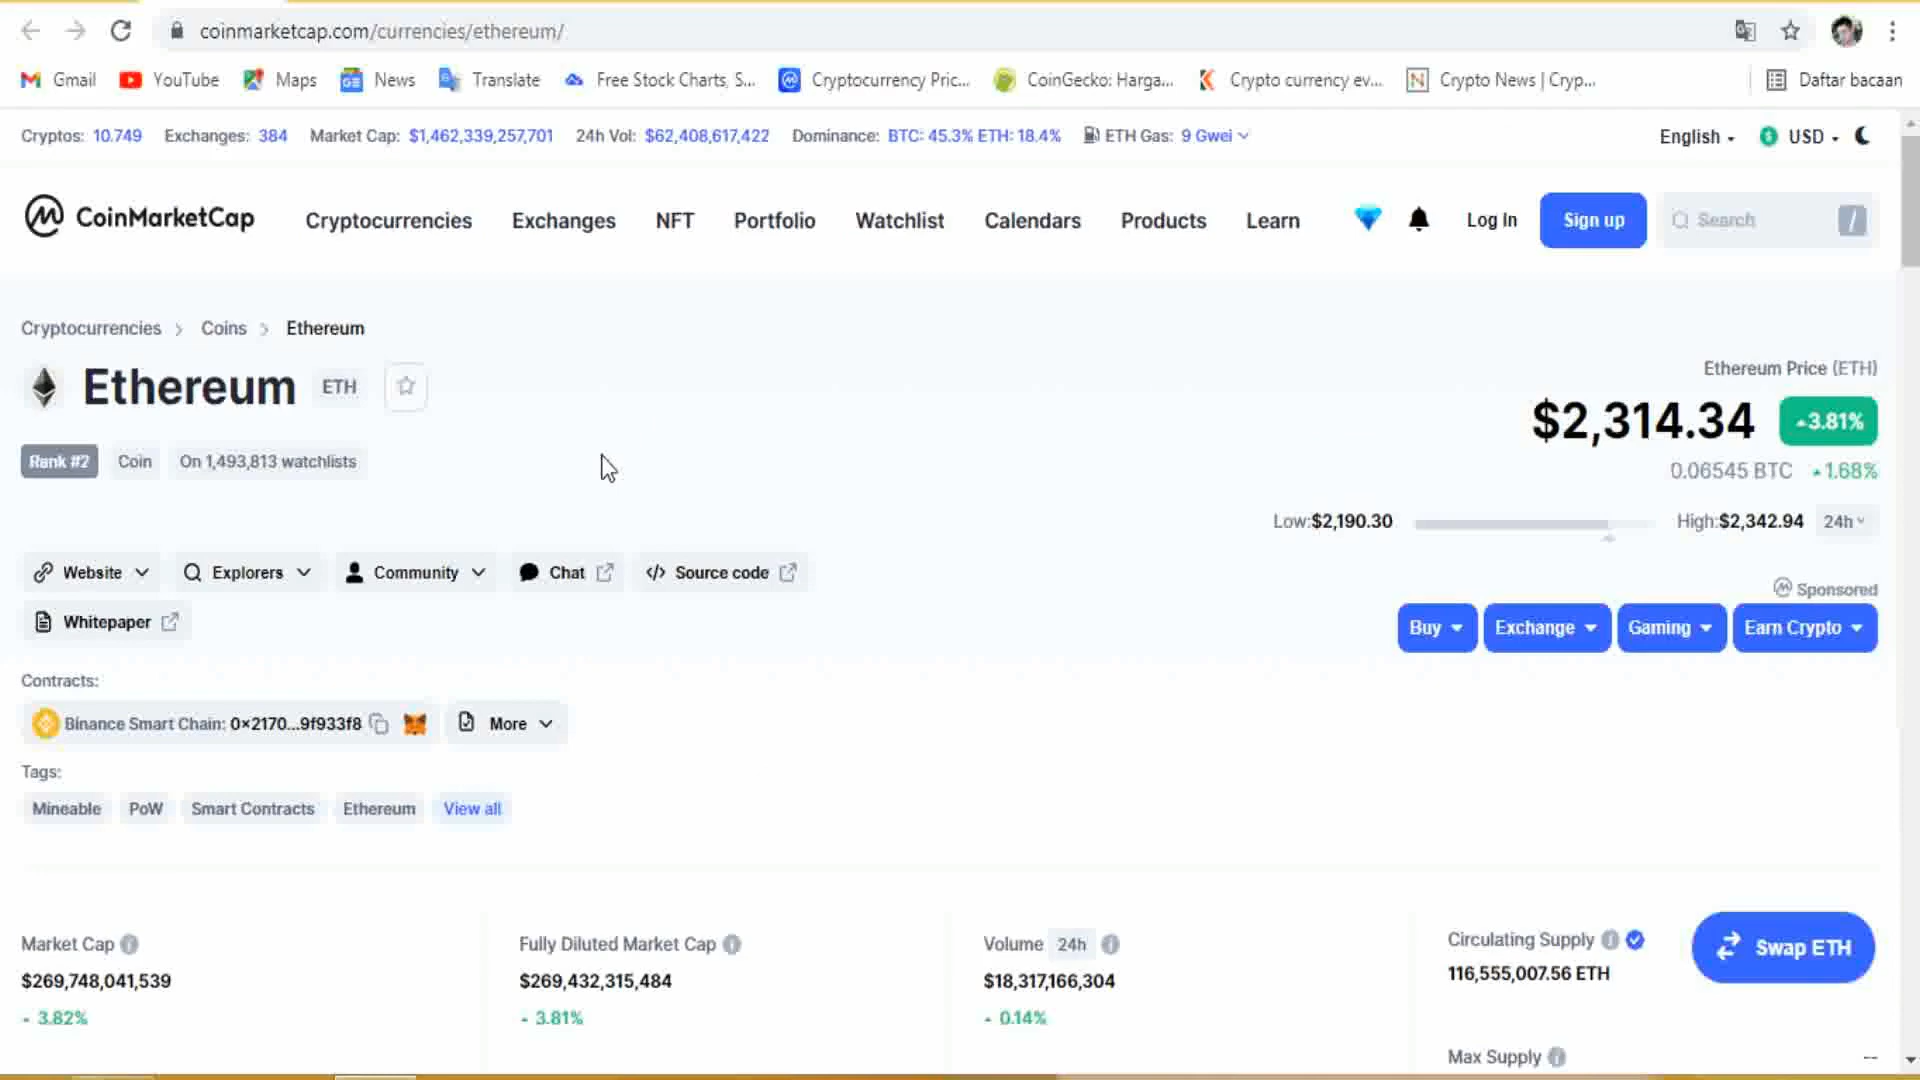 coinmarketcap.com/currencies/ethereum/
Gmail YouTube Maps News Translate Free Stock Charts, S... Cryptocurrency Pric... CoinGecko: Harga... Crypto currency ev... Crypto News | Cryp... Daftar bacaan
Cryptos: 10.749 Exchanges: 384 Market Cap: $1,462,339,257,701 24h Vol: $62,408,617,422 Dominance: BTC: 45.3% ETH: 18.4% ETH Gas: 9 Gwei English USD
CoinMarketCap Cryptocurrencies Exchanges NFT Portfolio Watchlist Calendars Products Learn Log In Sign up Search /
Cryptocurrencies > Coins > Ethereum
Ethereum ETH
Rank #2 Coin On 1,493,813 watchlists
Ethereum Price (ETH)
$2,314.34 3.81%
0.06545 BTC 1.68%
Low:$2,190.30 High:$2,342.94 24h
Website Explorers Community Chat Source code
Whitepaper
Sponsored
Buy Exchange Gaming Earn Crypto
Contracts:
Binance Smart Chain: 0x2170...9f933f8 More
Tags:
Mineable PoW Smart Contracts Ethereum View all
Market Cap Fully Diluted Market Cap Volume 24h Circulating Supply Swap ETH
$269,748,041,539 $269,432,315,484 $18,317,166,304 116,555,007.56 ETH
3.82% 3.81% 0.14%
Max Supply --